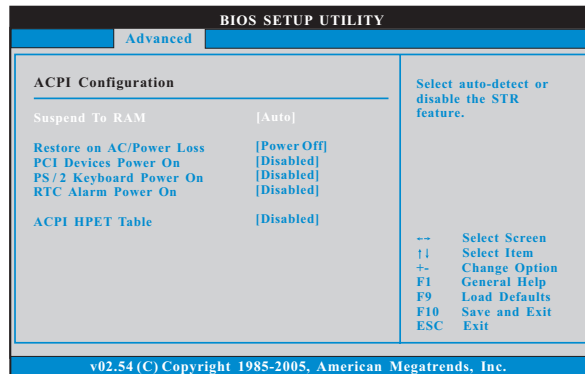 BIOS SETUP UTILITY
Advanced
ACPI Configuration
Suspend To RAM [Auto]
Restore on AC/Power Loss [Power Off]
PCI Devices Power On [Disabled]
PS/2 Keyboard Power On [Disabled]
RTC Alarm Power On [Disabled]
ACPI HPET Table [Disabled]
Select auto-detect or
disable the STR
feature.
←→ Select Screen
↑↓ Select Item
+- Change Option
F1 General Help
F9 Load Defaults
F10 Save and Exit
ESC Exit
v02.54 (C) Copyright 1985-2005, American Megatrends, Inc.